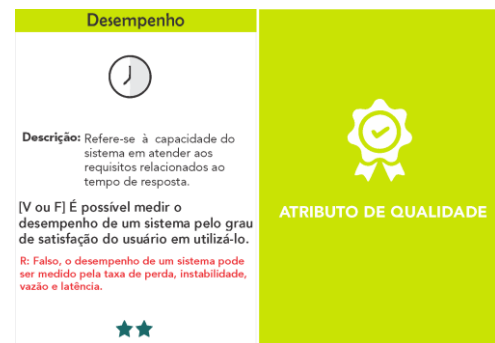 Desempenho
Descrição: Refere-se à capacidade do
sistema em atender aos
requisitos relacionados ao
tempo de resposta.
[V ou F] É possível medir o
desempenho de um sistema pelo grau
de satisfação do usuário em utilizá-lo.
R: Falso, o desempenho de um sistema pode
ser medido pela taxa de perda, instabilidade,
vazão e latência.
ATRIBUTO DE QUALIDADE